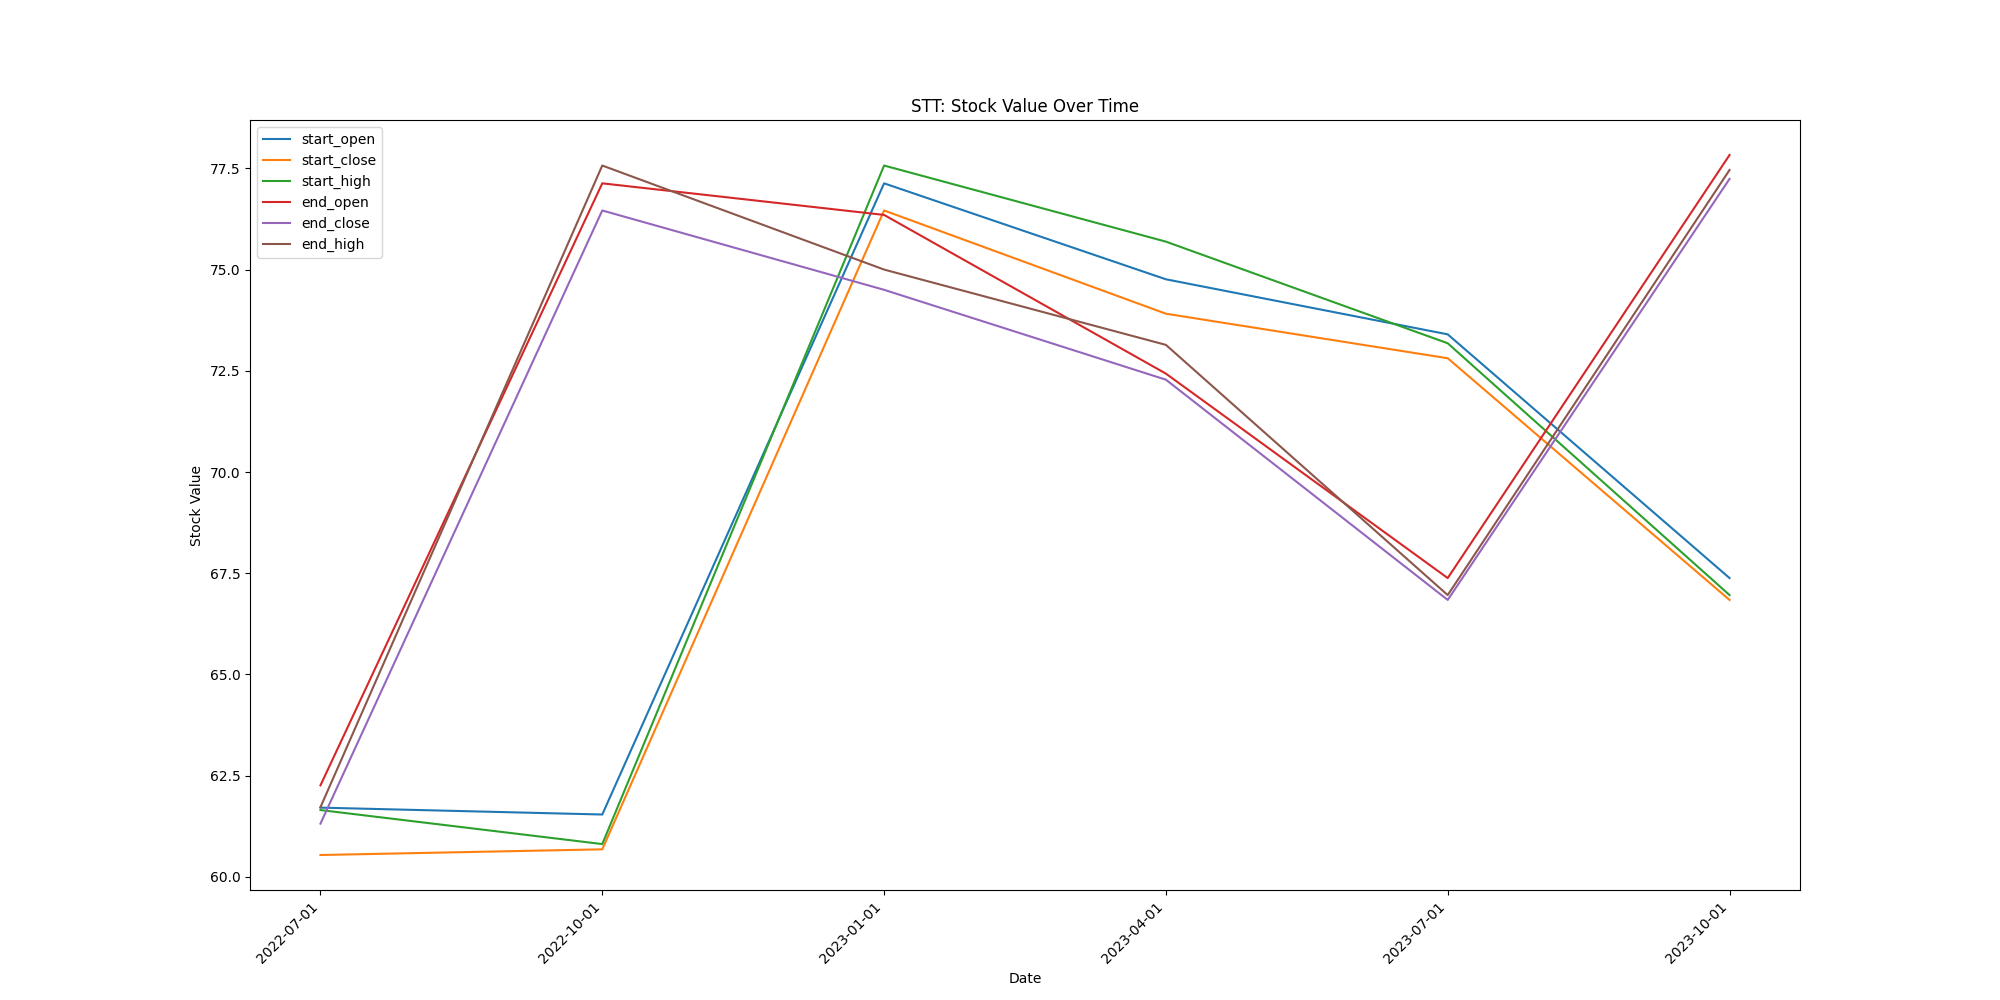 STT: Stock Value Over Time
start_open
start_close
start_high
end_open
end_close
end_high
77.5
75.0
72.5
70.0
67.5
65.0
62.5
60.0
Stock Value
2022-07-01
2022-10-01
2023-01-01
2023-04-01
2023-07-01
2023-10-01
Date